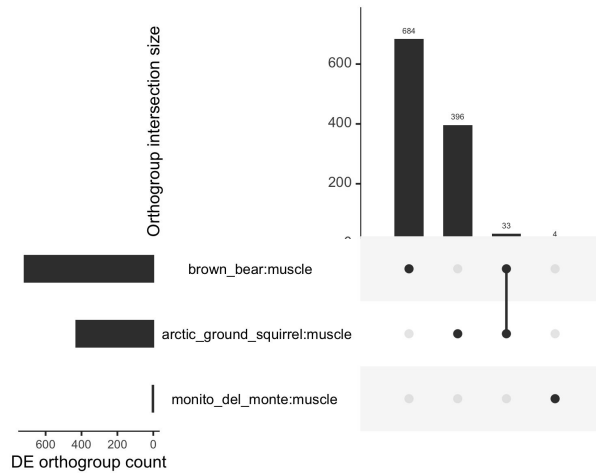 Orthogroup intersection size
684
600
400
396
200
33
4
brown_bear:muscle
arctic_ground_squirrel:muscle
monito_del_monte:muscle
600 400 200 0
DE orthogroup count